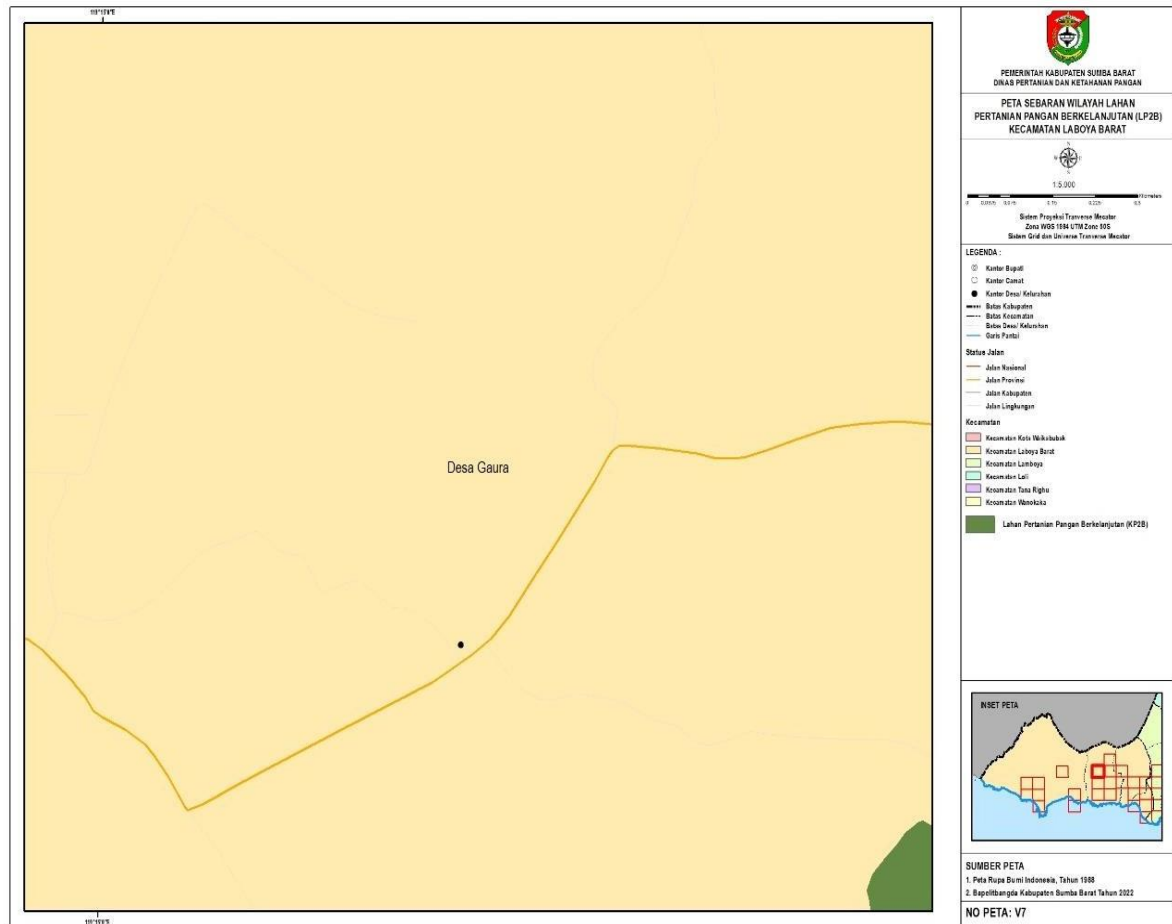 Desa Gaura
PEMERINTAH KABUPATEN SUMBA BARAT
DINAS PERTANIAN DAN KETAHANAN PANGAN
PETA SEBARAN WILAYAH LAHAN
PERTANIAN PANGAN BERKELANJUTAN (LP2B)
KECAMATAN LABOYA BARAT
1:5.000
Kilometers
Sistem Proyeksi Tranverse Mecator
Zona WGS 1984 UTM Zone 50S
Sistem Grid dan Universe Tranverse Mecator
LEGENDA :
Kantor Bupati
Kantor Camat
Kantor Desa/ Kelurahan
Batas Kabupaten
Batas Kecamatan
Batas Desa/ Kelurahan
Garis Pantai
Status Jalan
Jalan Nasional
Jalan Provinsi
Jalan Kabupaten
Jalan Lingkungan
Kecamatan
Kecamatan Kota Waikabubak
Kecamatan Laboya Barat
Kecamatan Lamboya
Kecamatan Loli
Kecamatan Tana Righu
Kecamatan Wanokaka
Lahan Pertanian Pangan Berkelanjutan (KP2B)
INSET PETA
SUMBER PETA
1. Peta Rupa Bumi Indonesia, Tahun 1988
2. Bapelitbangda Kabupaten Sumba Barat Tahun 2022
NO PETA: V7